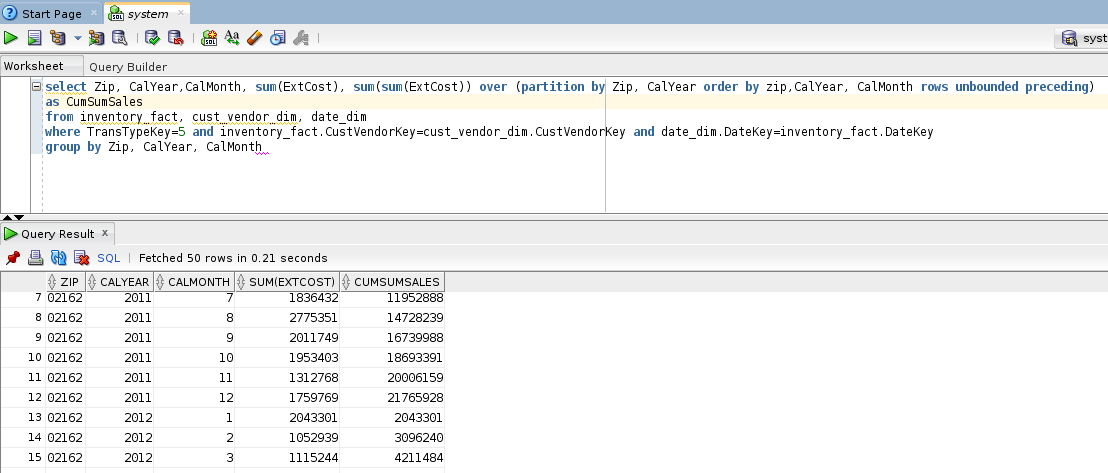 Start Page
system
syst
Worksheet Query Builder
select Zip, CalYear,CalMonth, sum(ExtCost), sum(sum(ExtCost)) over (partition by Zip, CalYear order by zip,CalYear, CalMonth rows unbounded preceding)
as CumSumSales
from inventory_fact, cust_vendor_dim, date_dim
where TransTypeKey=5 and inventory_fact.CustVendorKey=cust_vendor_dim.CustVendorKey and date_dim.DateKey=inventory_fact.DateKey
group by Zip, CalYear, CalMonth
Query Result x
SQL | Fetched 50 rows in 0.21 seconds
ZIP CALYEAR CALMONTH SUM(EXTCOST) CUMSUMSALES
7 02162 2011 7 1836432 11952888
8 02162 2011 8 2775351 14728239
9 02162 2011 9 2011749 16739988
10 02162 2011 10 1953403 18693391
11 02162 2011 11 1312768 20006159
12 02162 2011 12 1759769 21765928
13 02162 2012 1 2043301 2043301
14 02162 2012 2 1052939 3096240
15 02162 2012 3 1115244 4211484